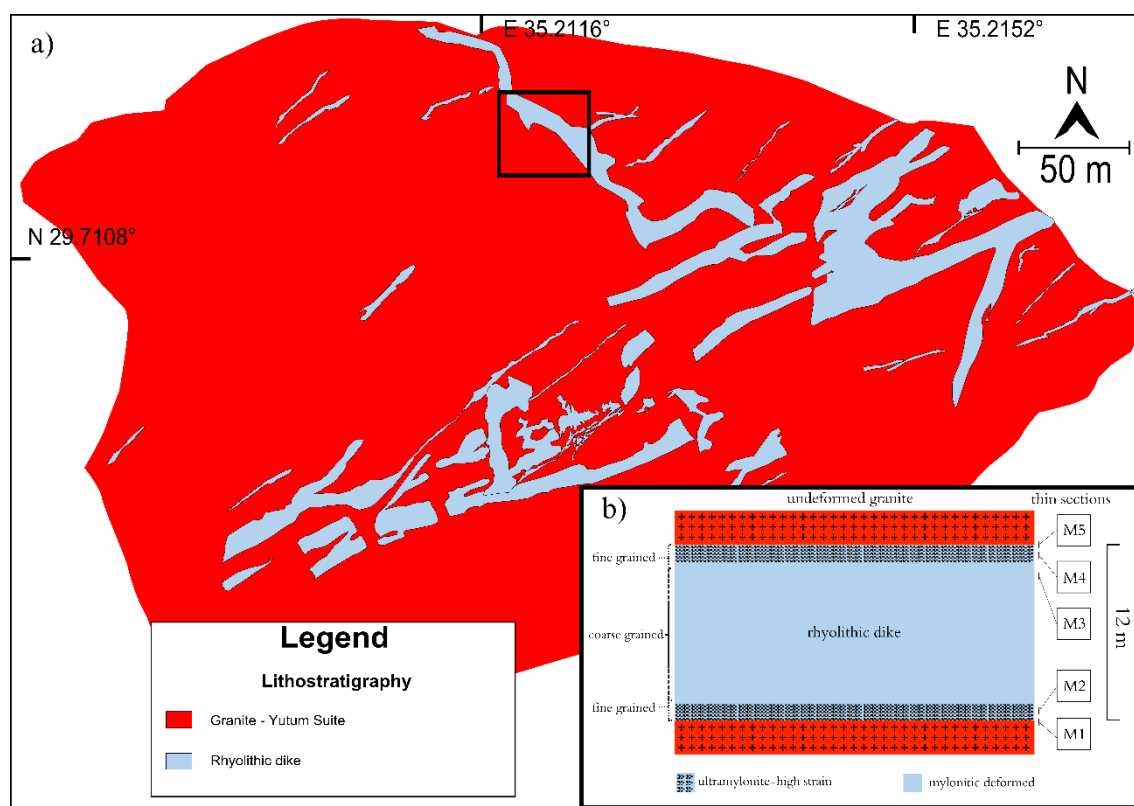 a)
E 35.2116°
E 35.2152°
N
50 m
N 29.7108°
Legend
Lithostratigraphy
Granite - Yutum Suite
Rhyolithic dike
b)
undeformed granite
thin sections
fine grained
coarse grained
fine grained
rhyolithic dike
M5
M4
M3
M2
M1
12 m
ultramylonite-high strain
mylonitic deformed